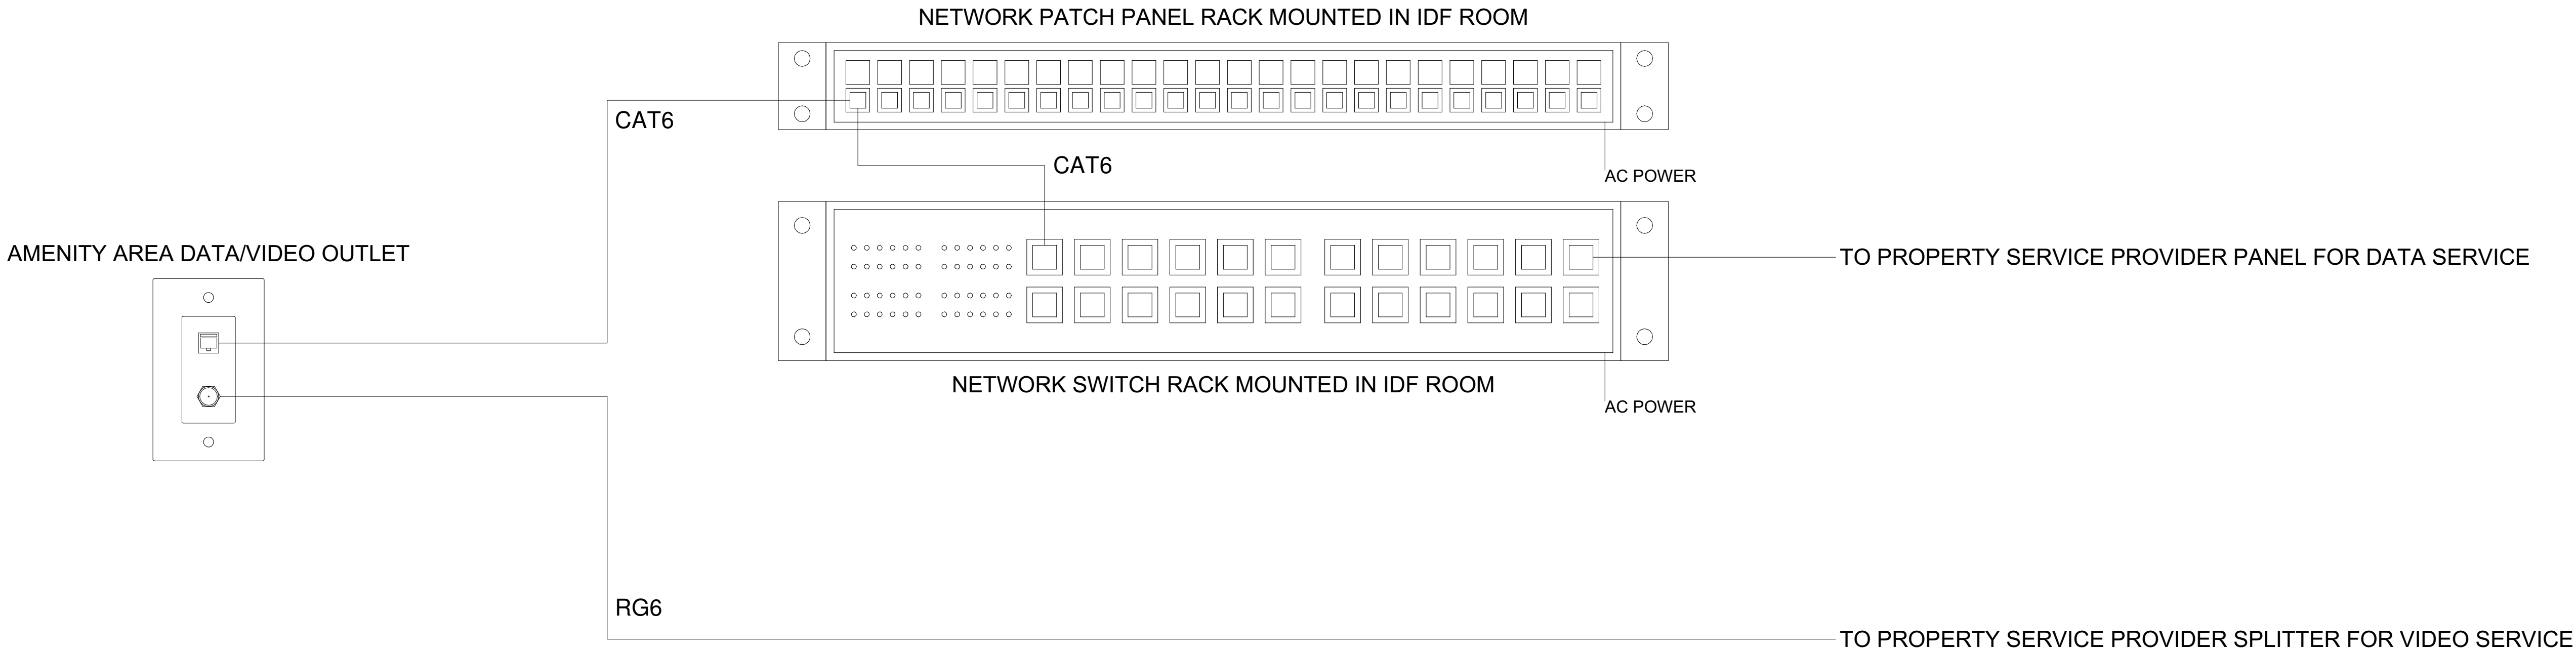 NETWORK PATCH PANEL RACK MOUNTED IN IDF ROOM
CAT6
CAT6
AC POWER
AMENITY AREA DATA/VIDEO OUTLET
TO PROPERTY SERVICE PROVIDER PANEL FOR DATA SERVICE
NETWORK SWITCH RACK MOUNTED IN IDF ROOM
AC POWER
RG6
TO PROPERTY SERVICE PROVIDER SPLITTER FOR VIDEO SERVICE